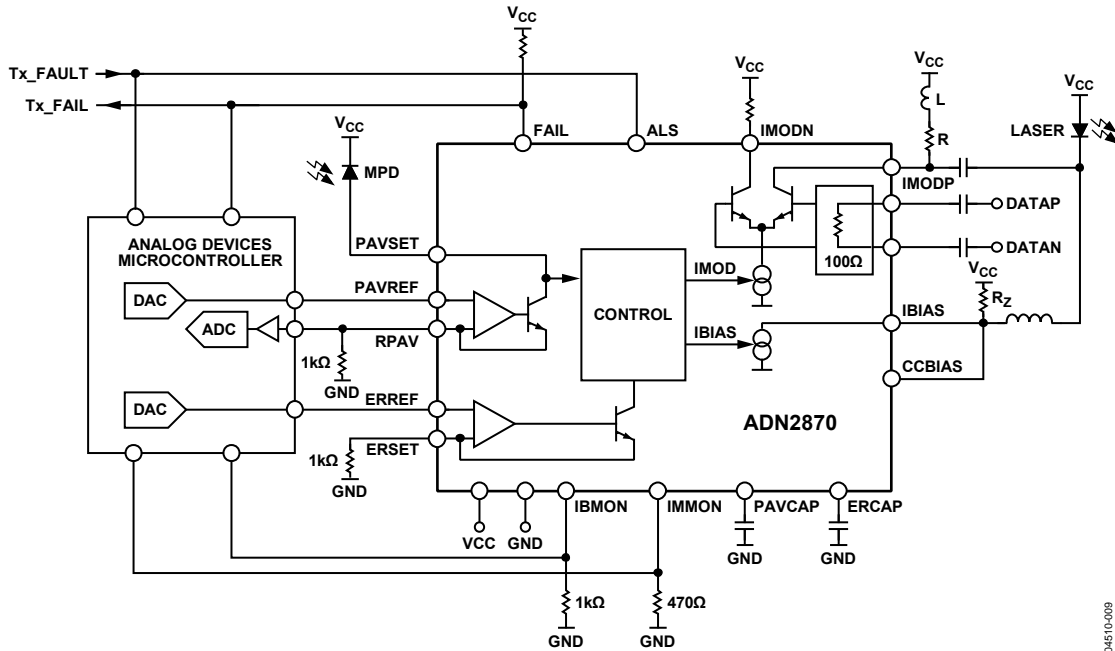 VCC
Tx_FAULT
Tx_FAIL
VCC
VCC
VCC
L
R
LASER
VCC
MPD
FAIL
ALS
IMODN
IMODP
DATAP
DATAN
100Ω
ANALOG DEVICES
MICROCONTROLLER
PAVSET
DAC
PAVREF
ADC
RPAV
1kΩ
GND
CONTROL
IMOD
IBIAS
VCC
RZ
IBIAS
CCBIAS
DAC
ERREF
ERSET
1kΩ
GND
ADN2870
VCC
GND
IBMON
IMMON
PAVCAP
ERCAP
GND
GND
1kΩ
470Ω
GND
GND
04510-009